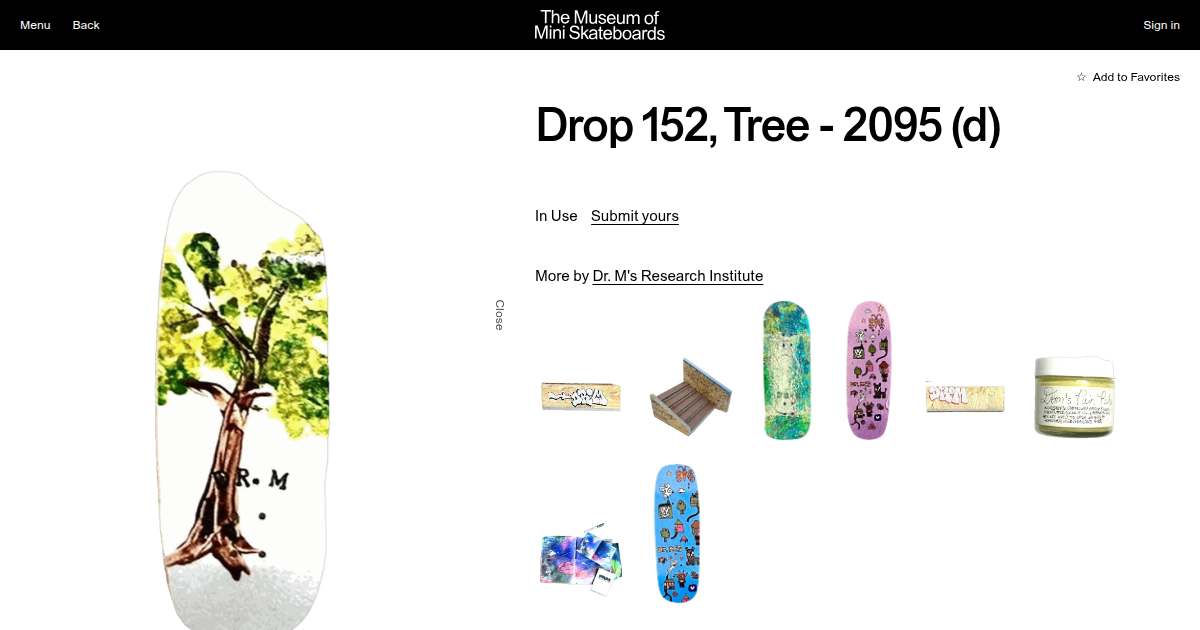 Menu
Back
The Museum of
Mini Skateboards
Sign in
☆ Add to Favorites
Drop 152, Tree - 2095 (d)
In Use Submit yours
More by Dr. M's Research Institute
Close
DR. M